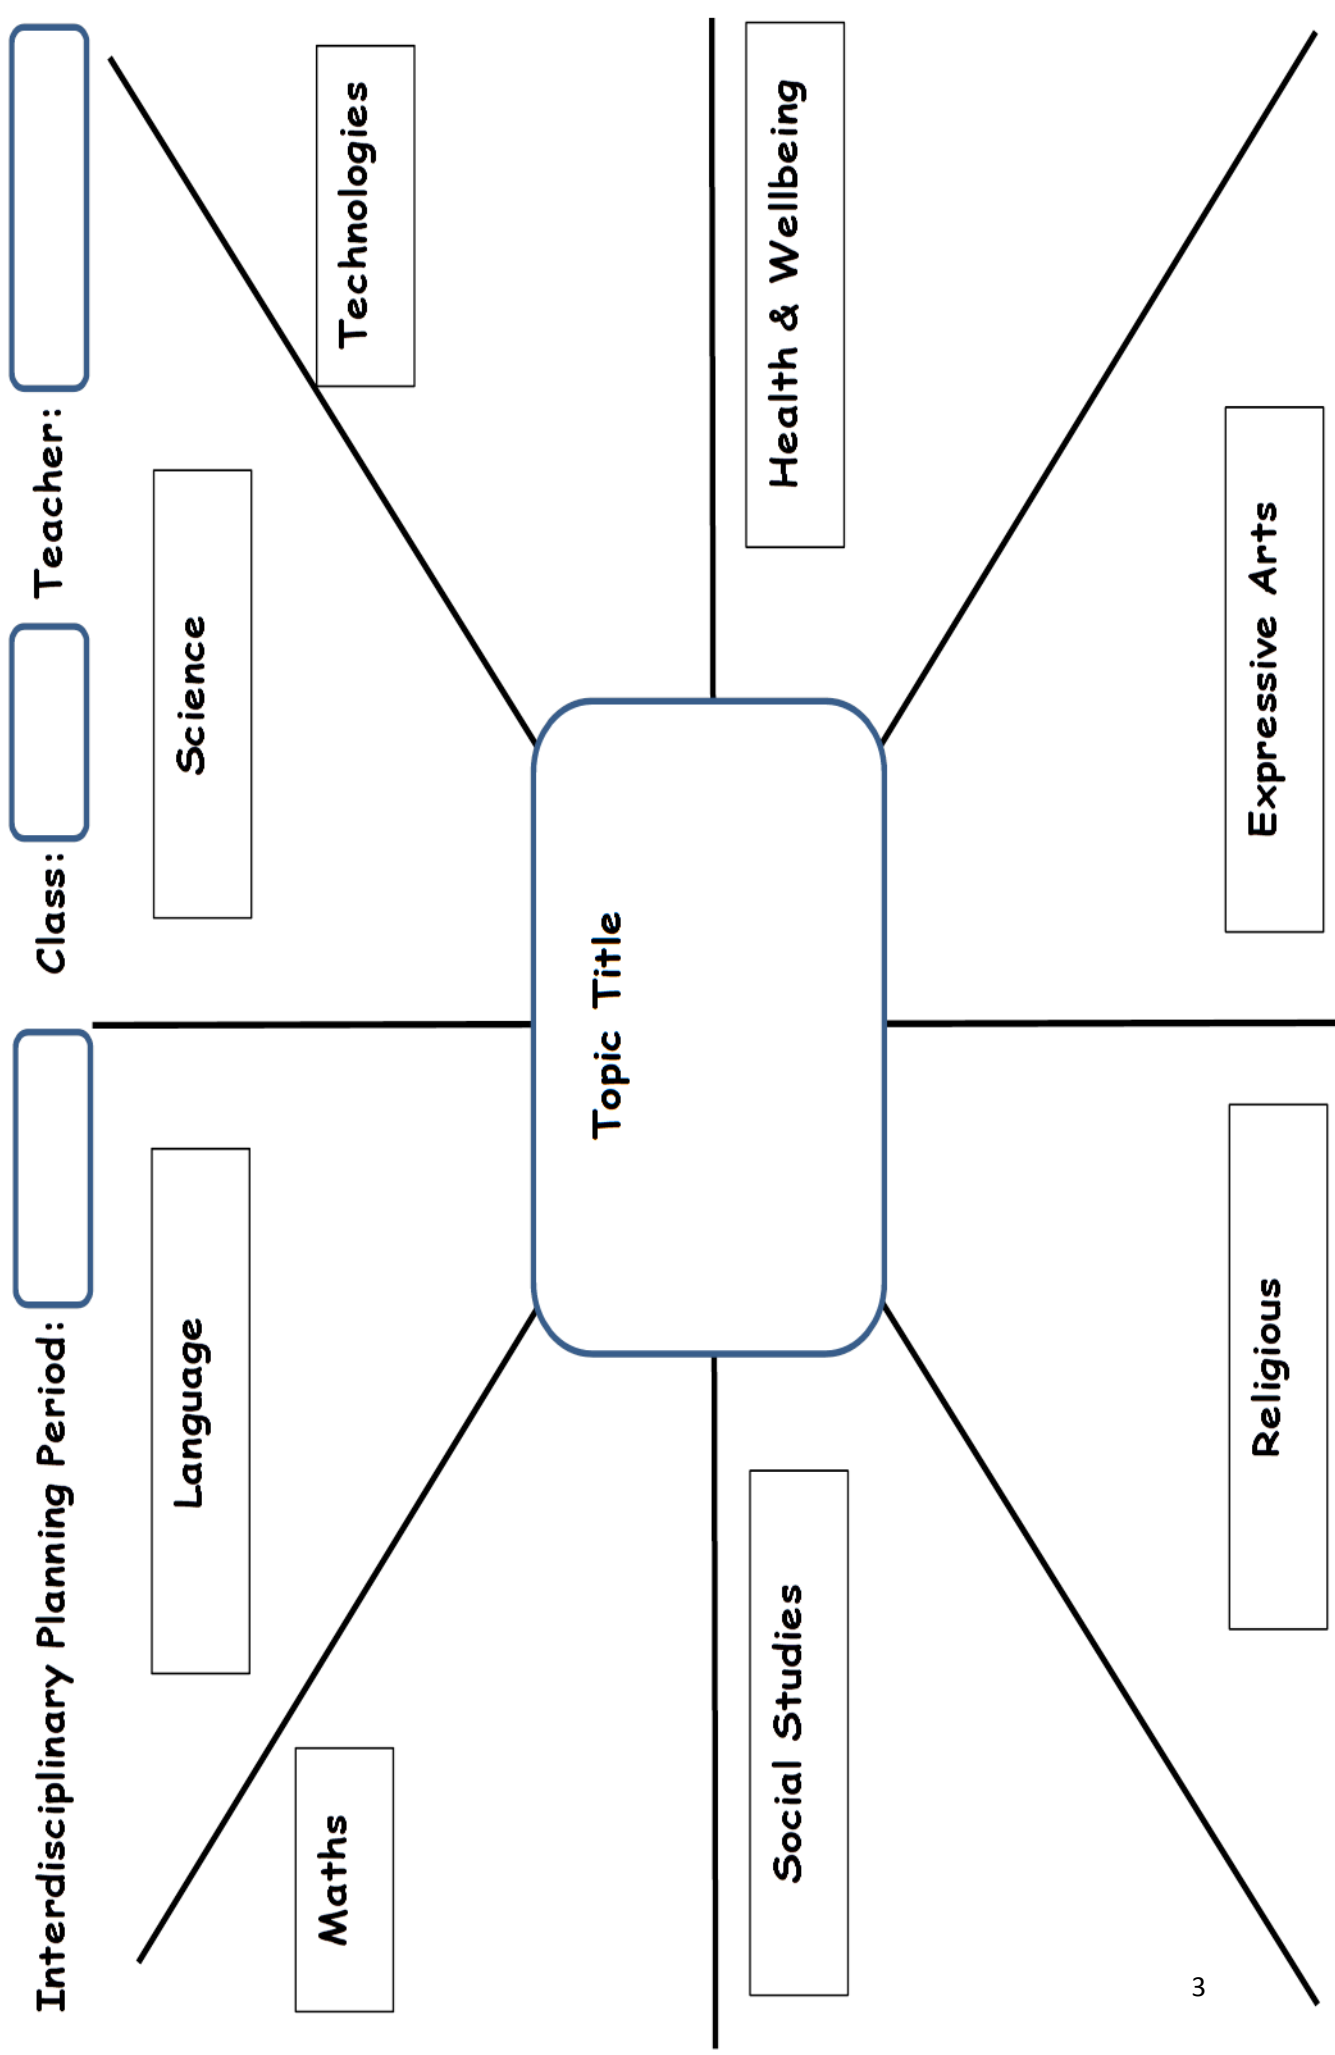 Interdisciplinary Planning Period: Class: Teacher:
Language
Science
Maths
Technologies
Topic Title
Social Studies
Health & Wellbeing
Religious
Expressive Arts
3